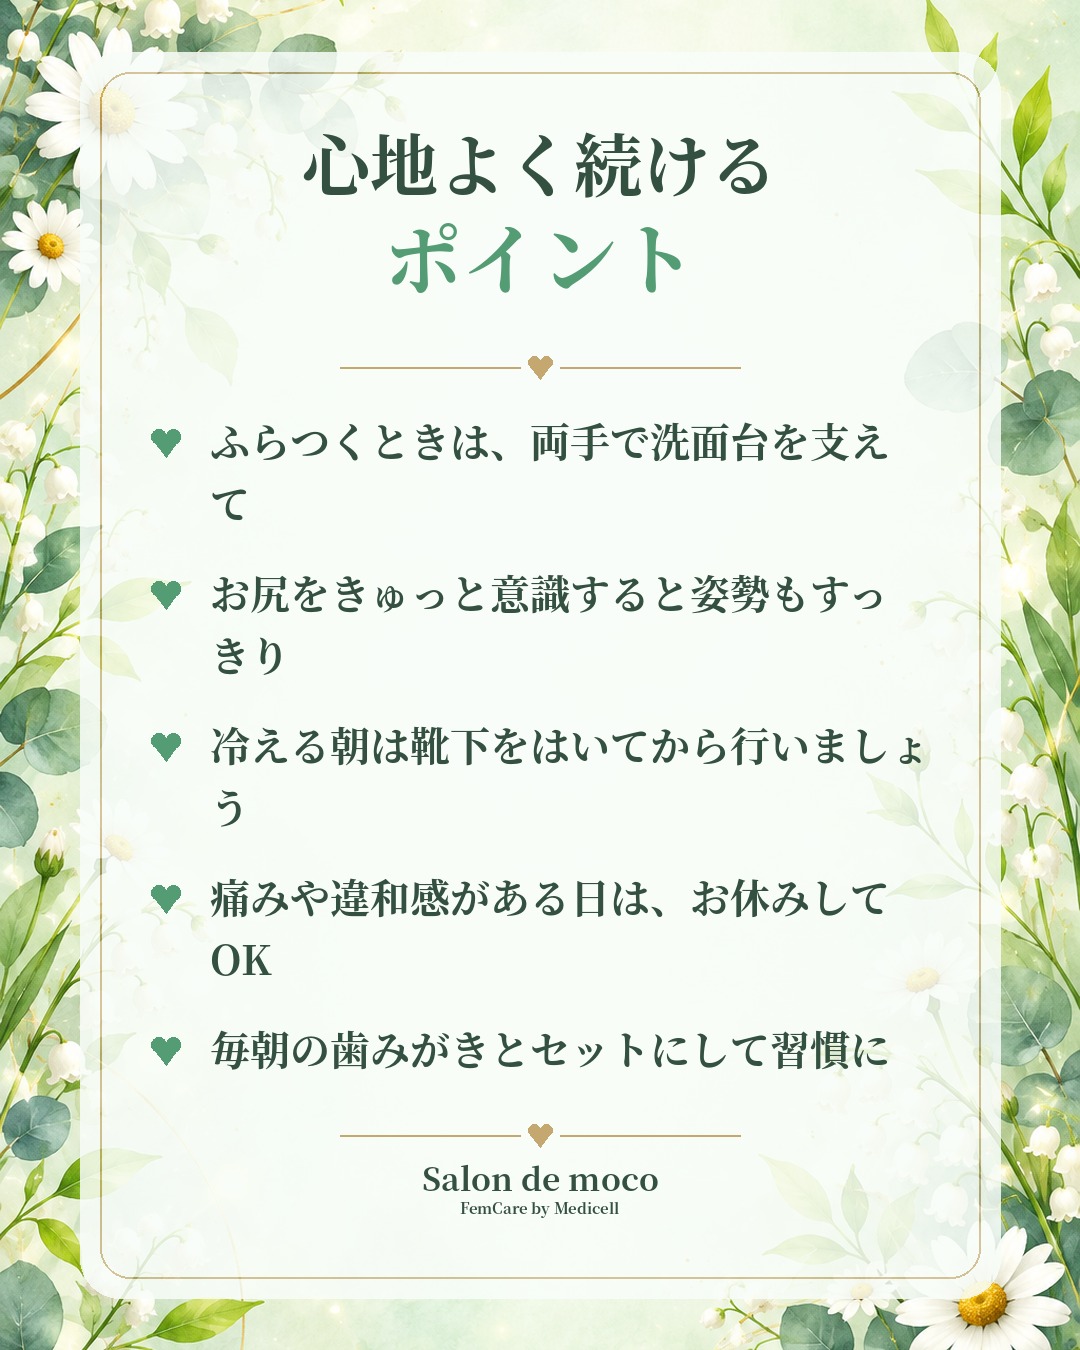 心地よく続ける
ポイント
ふらつくときは、両手で洗面台を支え
て
お尻をきゅっと意識すると姿勢もすっ
きり
冷える朝は靴下をはいてから行いましょ
う
痛みや違和感がある日は、お休みして
OK
毎朝の歯みがきとセットにして習慣に
Salon de moco
FemCare by Medicell